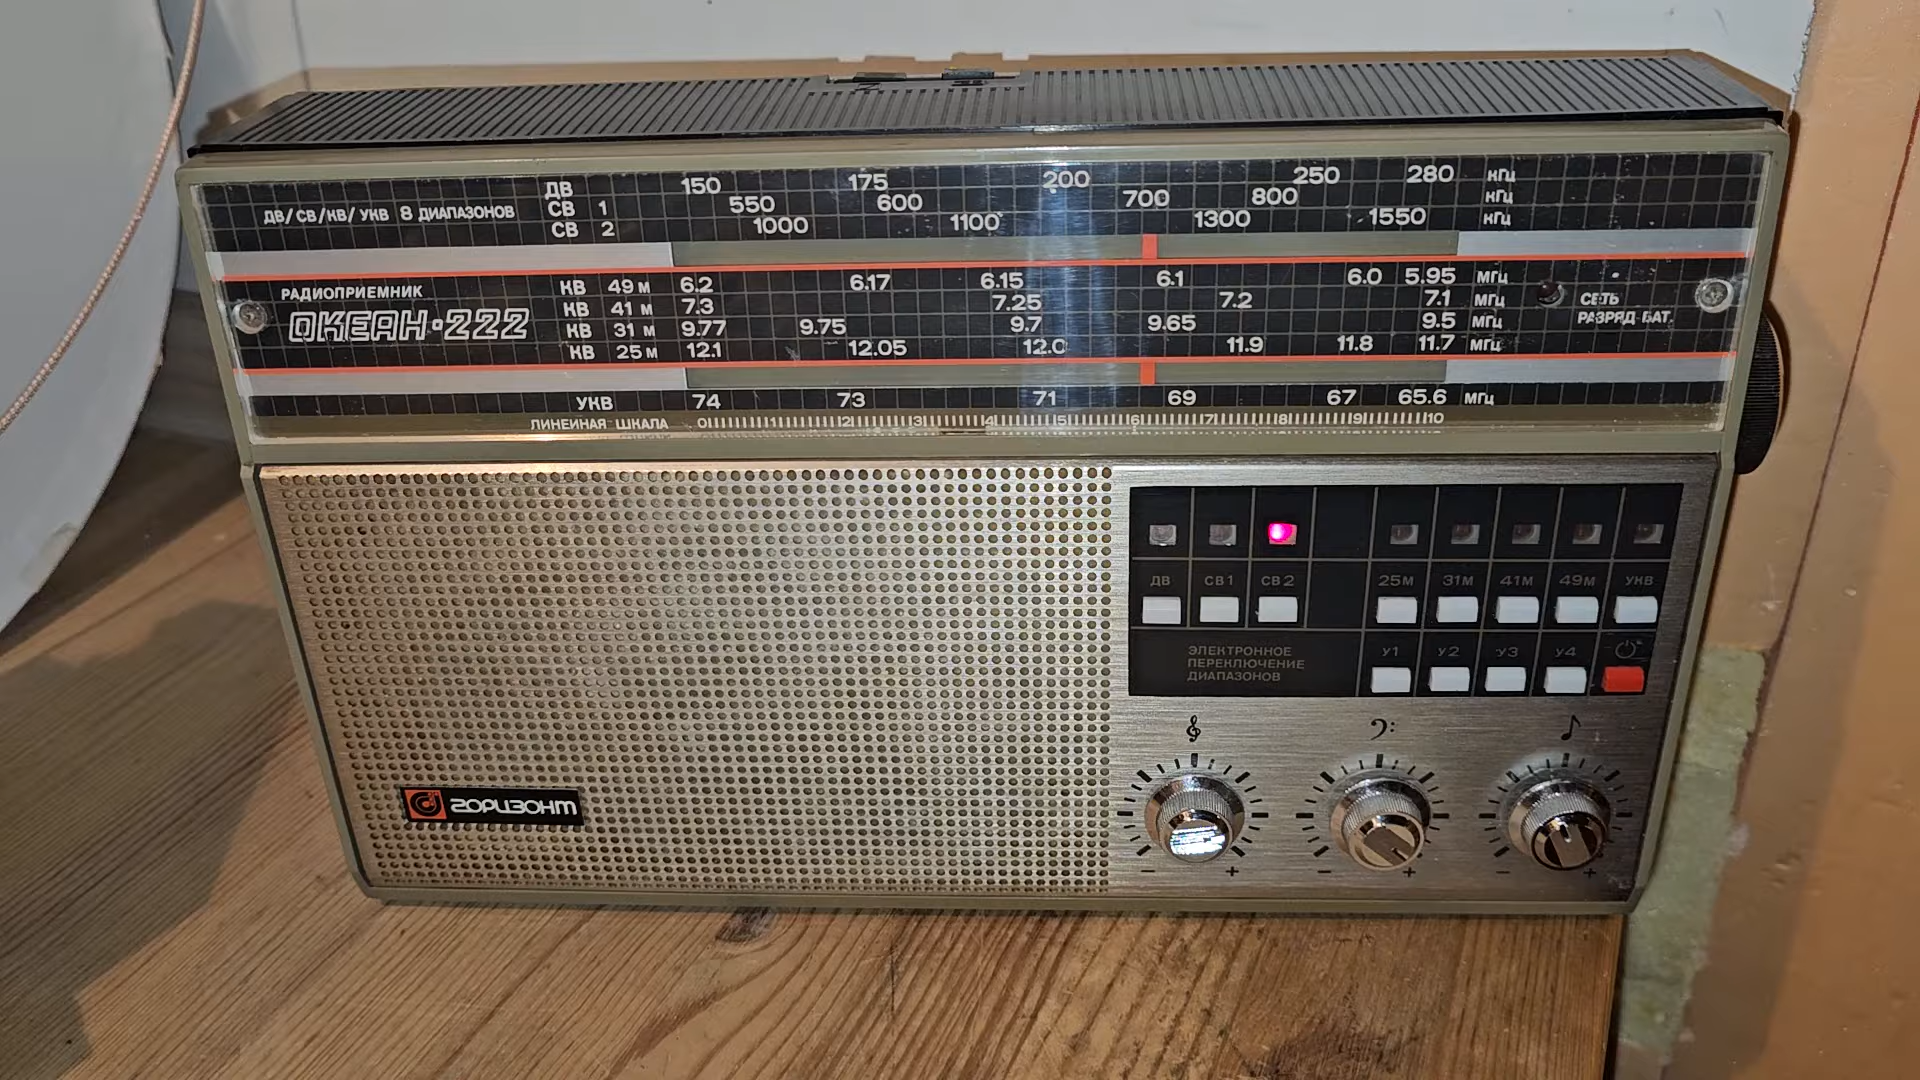 ДВ 150 175 200 250 280 кГц
ДВ/СВ/КВ/УКВ 8 ДИАПАЗОНОВ СВ 1 550 600 700 800 кГц
СВ 2 1000 1100 1300 1550 кГц
КВ 49 м 6.2 6.17 6.15 6.1 6.0 5.95 мГц
РАДИОПРИЕМНИК КВ 41 м 7.3 7.25 7.2 7.1 мГц СЕТЬ
ОКЕАН-222 КВ 31 м 9.77 9.75 9.7 9.65 9.5 мГц РАЗРЯД БАТ.
КВ 25 м 12.1 12.05 12.0 11.9 11.8 11.7 мГц
УКВ 74 73 71 69 67 65.6 мГц
ЛИНЕЙНАЯ ШКАЛА 0 1 2 3 4 5 6 7 8 9 10
ДВ СВ1 СВ2 25М 31М 41М 49М УКВ
ЭЛЕКТРОННОЕ
ПЕРЕКЛЮЧЕНИЕ
ДИАПАЗОНОВ
У1 У2 У3 У4
горизонт
- + - + - +